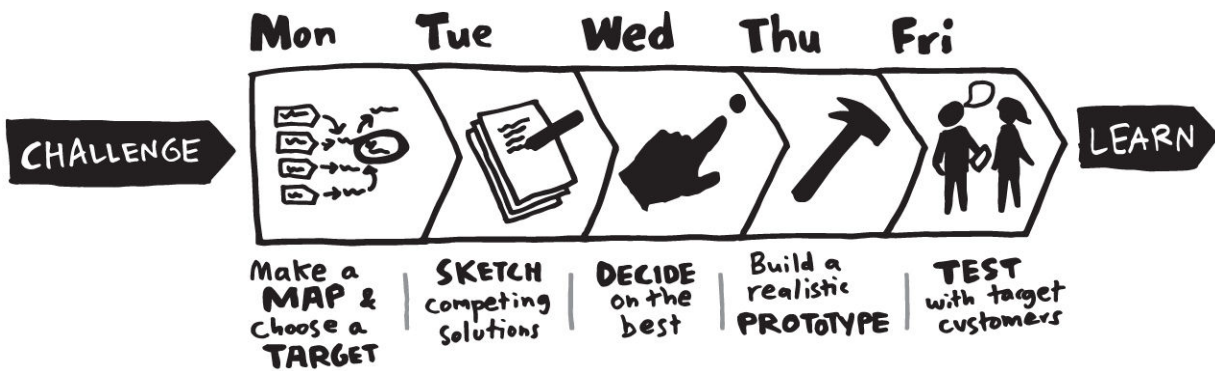 Mon Tue Wed Thu Fri
CHALLENGE
LEARN
Make a
MAP &
choose a
TARGET
SKETCH
competing
solutions
DECIDE
on the
best
Build a
realistic
PROTOTYPE
TEST
with target
customers